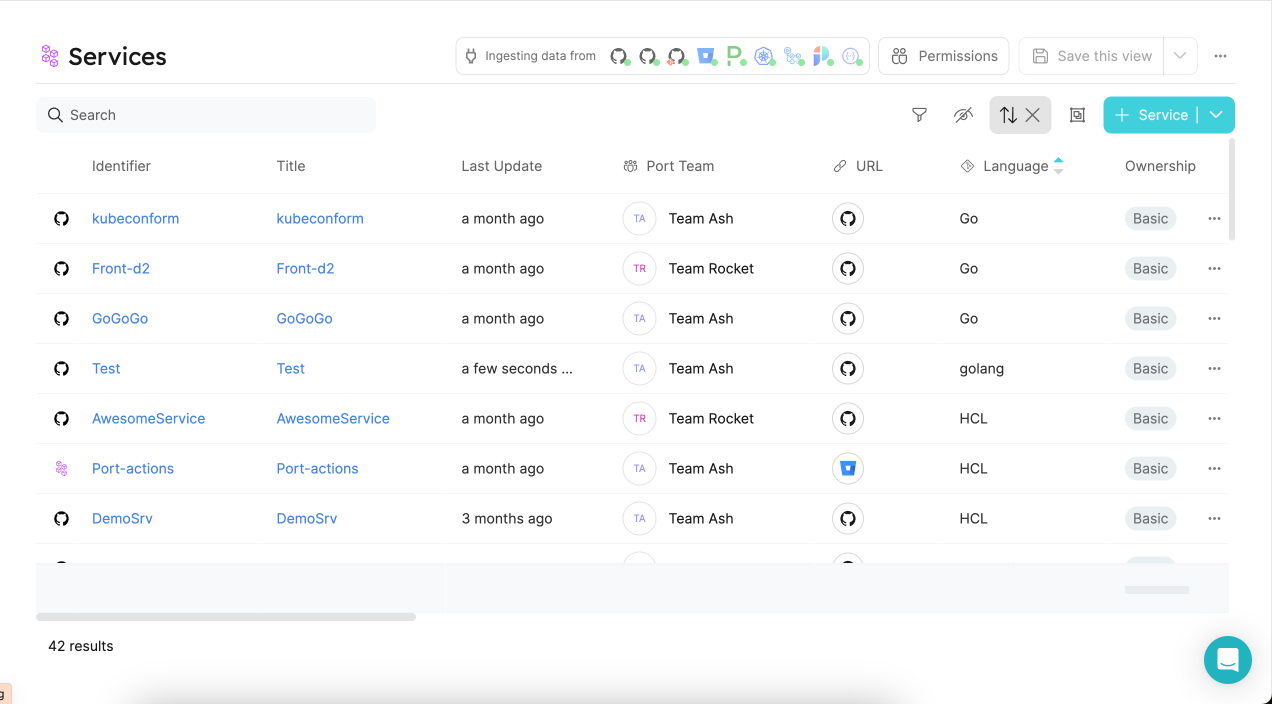 Services
Ingesting data from
Permissions
Save this view
Search
Service
Identifier Title Last Update Port Team URL Language Ownership
kubeconform kubeconform a month ago TA Team Ash Go Basic
Front-d2 Front-d2 a month ago TR Team Rocket Go Basic
GoGoGo GoGoGo a month ago TA Team Ash Go Basic
Test Test a few seconds ... TA Team Ash golang Basic
AwesomeService AwesomeService a month ago TR Team Rocket HCL Basic
Port-actions Port-actions a month ago TA Team Ash HCL Basic
DemoSrv DemoSrv 3 months ago TA Team Ash HCL Basic
42 results